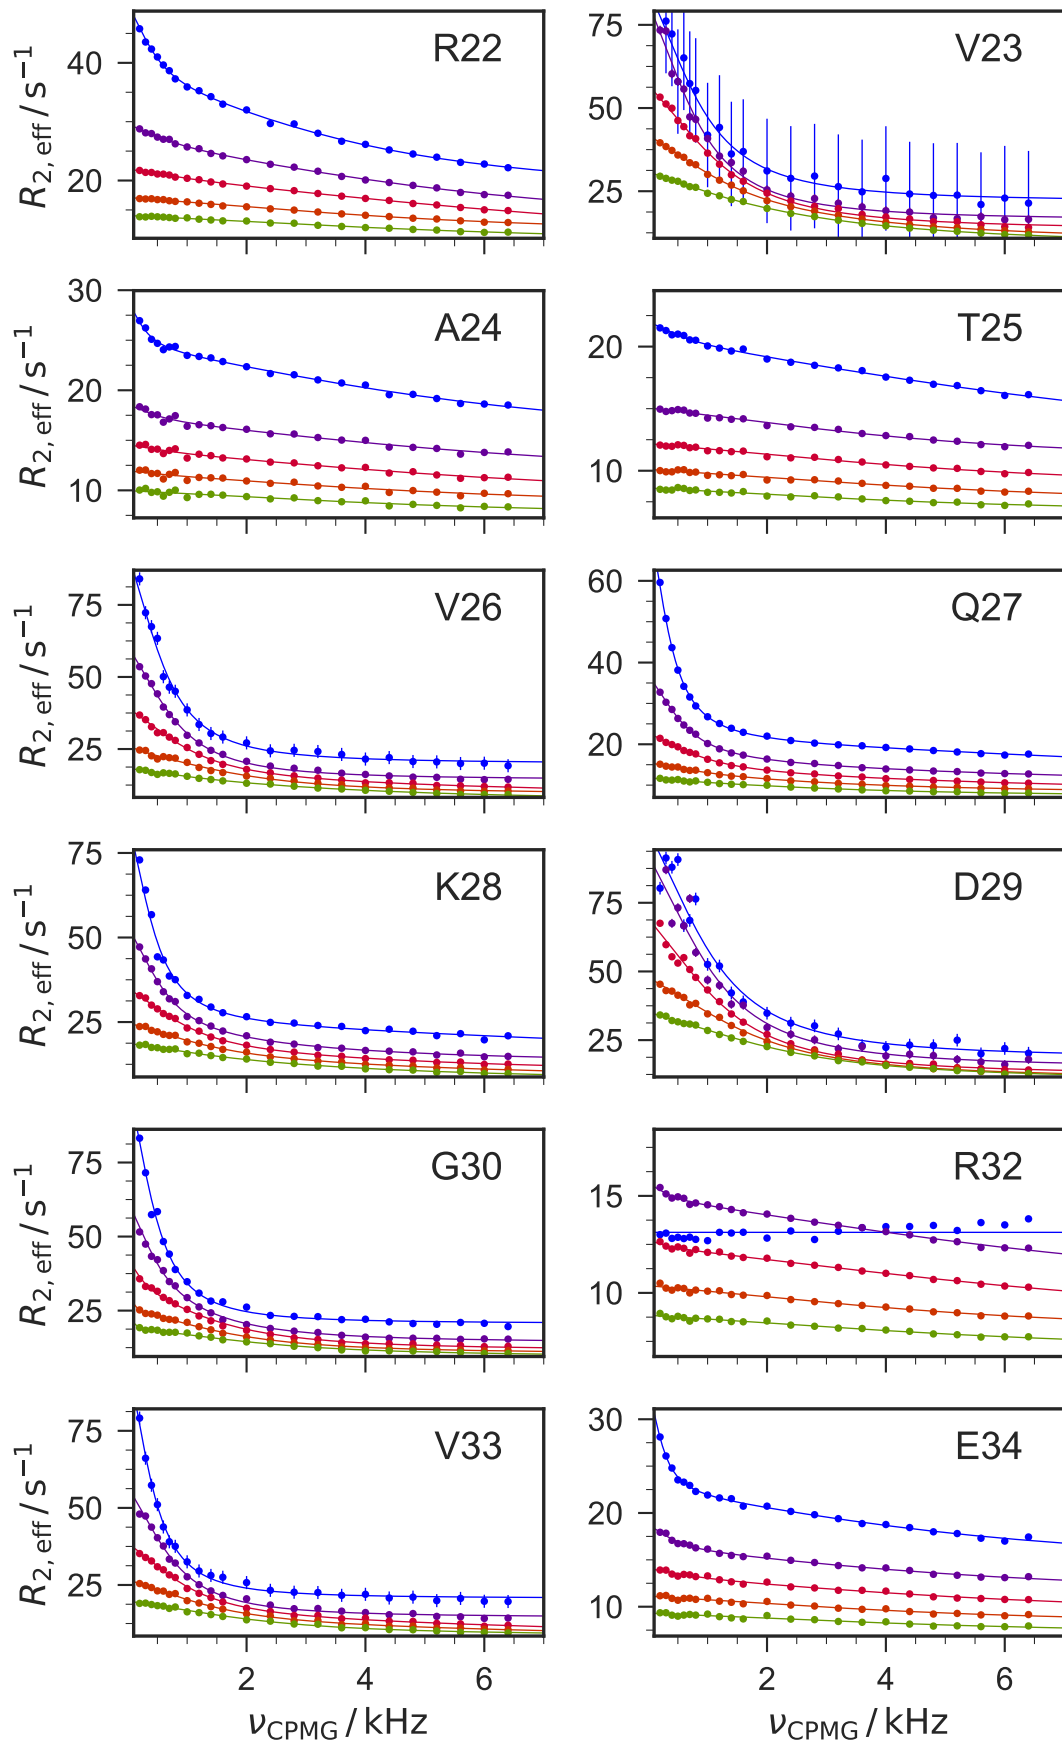 R22
V23
R2, eff / s−1
40
20
75
50
25
A24
T25
R2, eff / s−1
30
20
10
20
10
V26
Q27
R2, eff / s−1
75
50
25
60
40
20
K28
D29
R2, eff / s−1
75
50
25
75
50
25
G30
R32
R2, eff / s−1
75
50
25
15
10
V33
E34
R2, eff / s−1
75
50
25
30
20
10
2 4 6
2 4 6
νCPMG / kHz
νCPMG / kHz